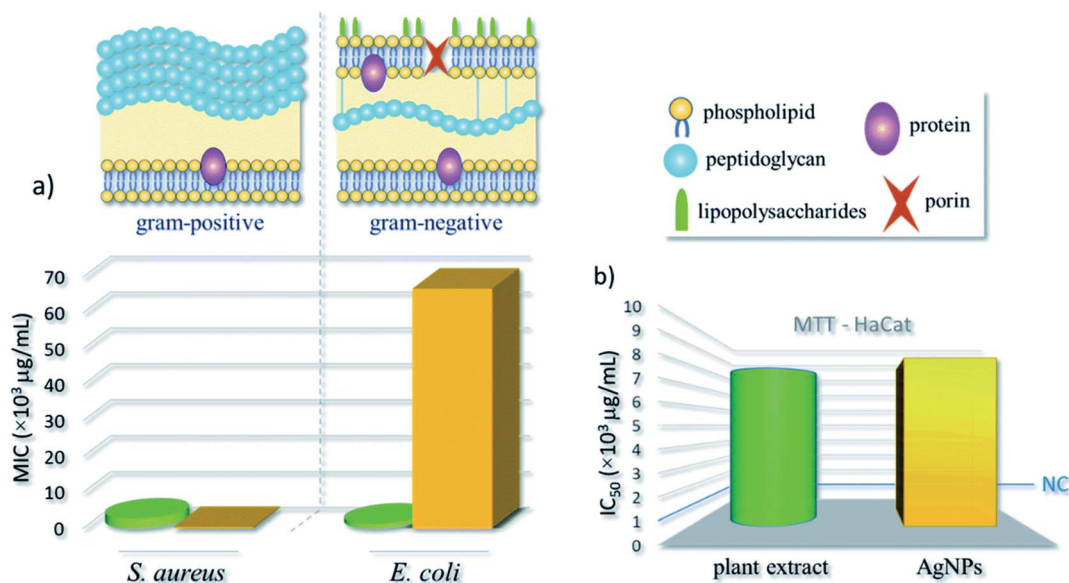 a)
gram-positive
gram-negative
phospholipid
peptidoglycan
lipopolysaccharides
protein
porin
MIC (×10³ µg/mL)
70
60
50
40
30
20
10
0
S. aureus
E. coli
b)
MTT - HaCat
IC₅₀ (×10³ µg/mL)
10
9
8
7
6
5
4
3
2
1
0
NC
plant extract
AgNPs